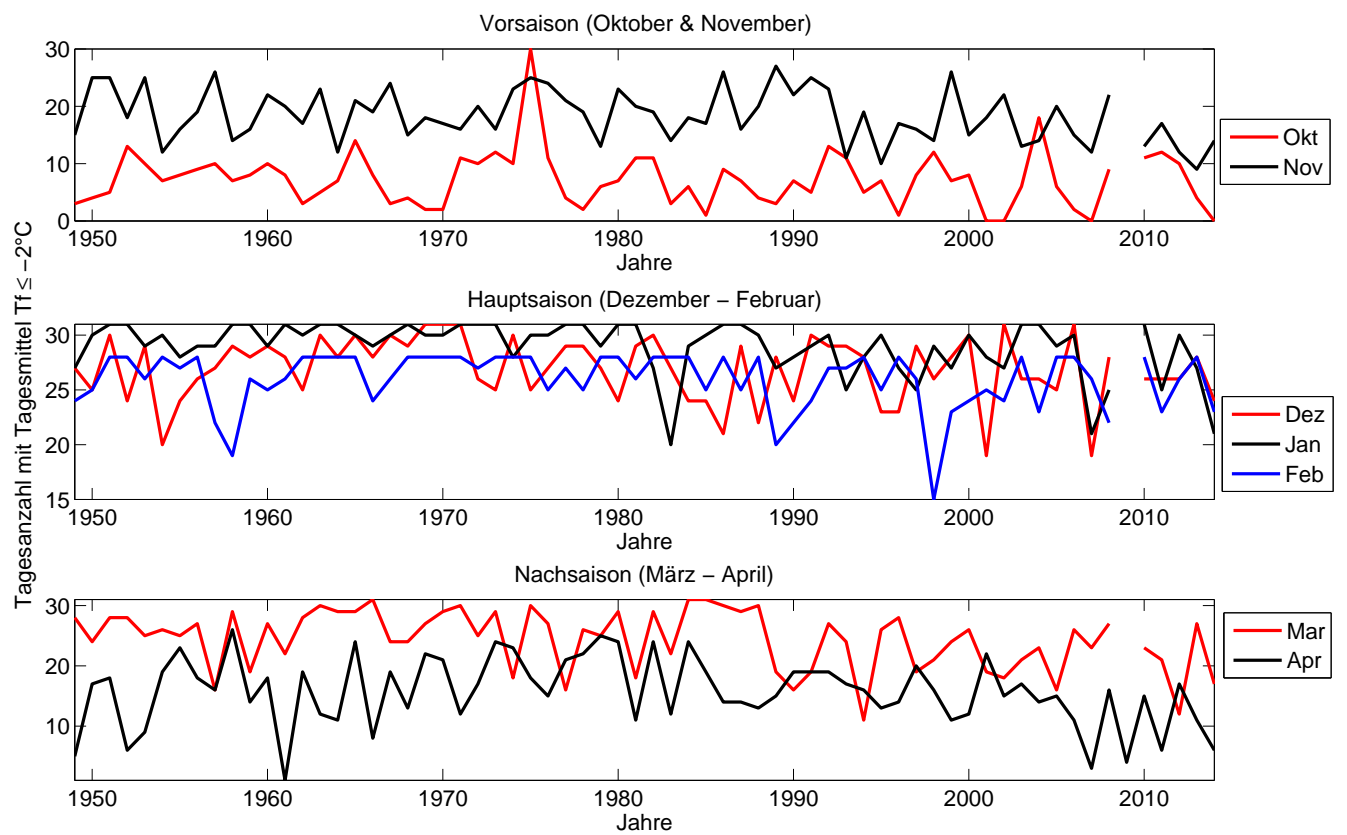 Vorsaison (Oktober & November)
30
20
10
0
1950 1960 1970 1980 1990 2000 2010
Jahre
Okt
Nov
Tagesanzahl mit Tagesmittel Tf ≤ −2°C
Hauptsaison (Dezember − Februar)
30
25
20
15
1950 1960 1970 1980 1990 2000 2010
Jahre
Dez
Jan
Feb
Nachsaison (März − April)
30
20
10
1950 1960 1970 1980 1990 2000 2010
Jahre
Mar
Apr